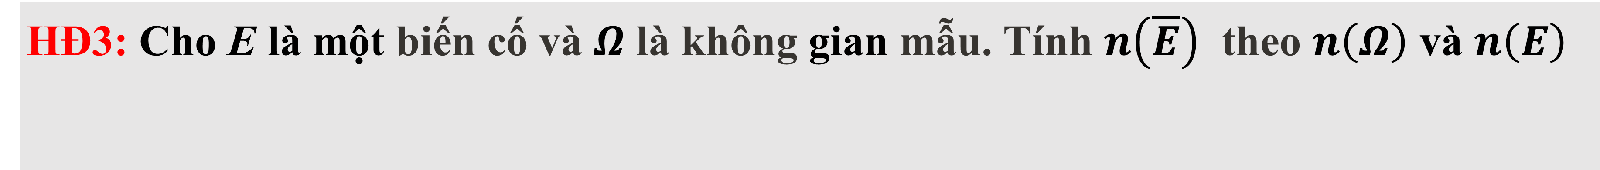 HĐ3: Cho E là một biến cố và Ω là không gian mẫu. Tính n(E̅) theo n(Ω) và n(E)